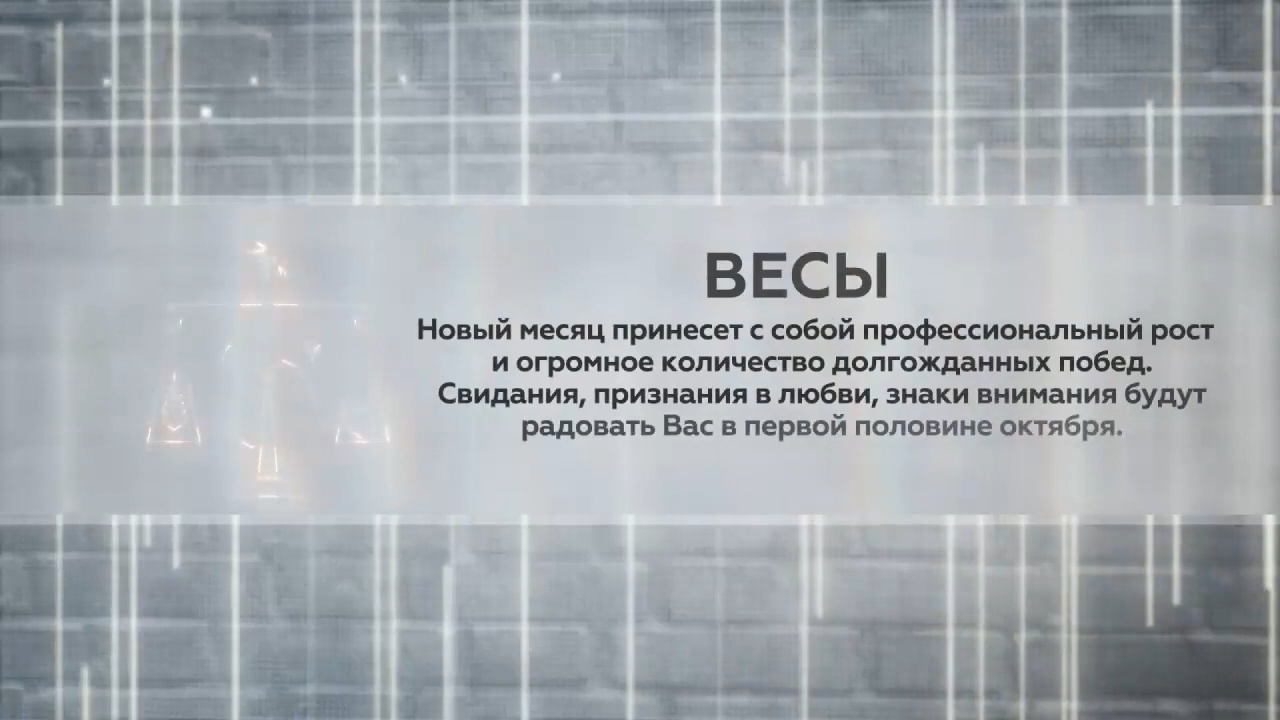 ВЕСЫ
Новый месяц принесет с собой профессиональный рост
и огромное количество долгожданных побед.
Свидания, признания в любви, знаки внимания будут
радовать Вас в первой половине октября.